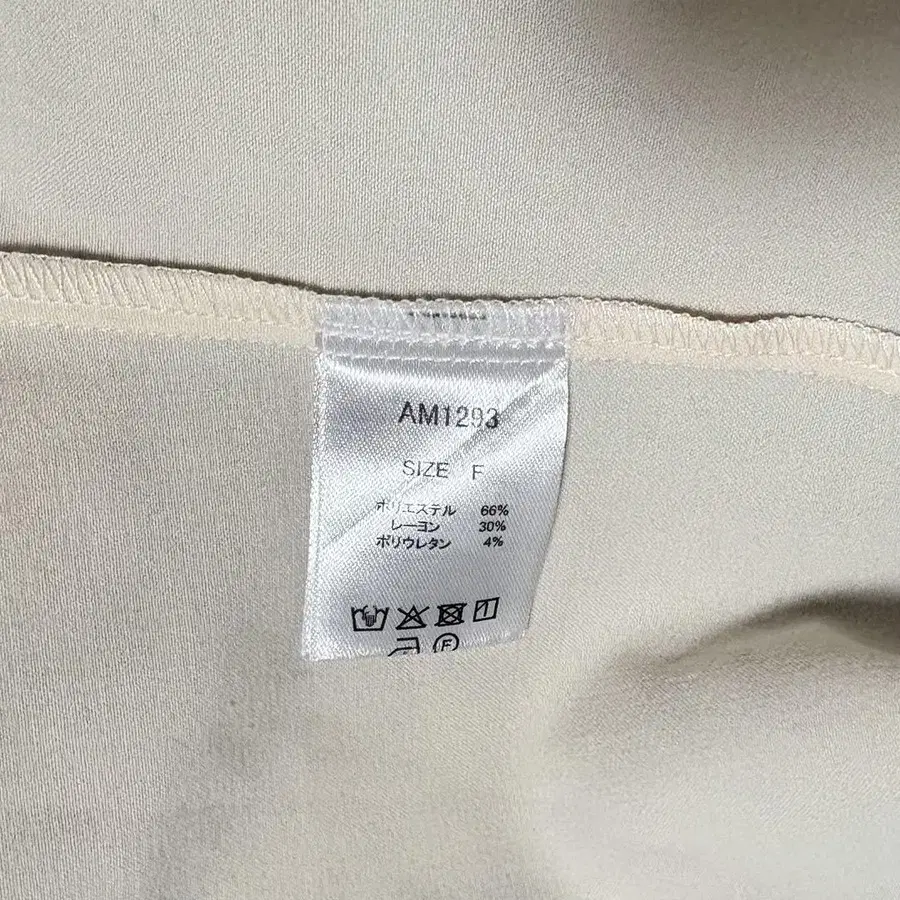 AM1293
SIZE F
ポリエステル 66%
レーヨン 30%
ポリウレタン 4%
F